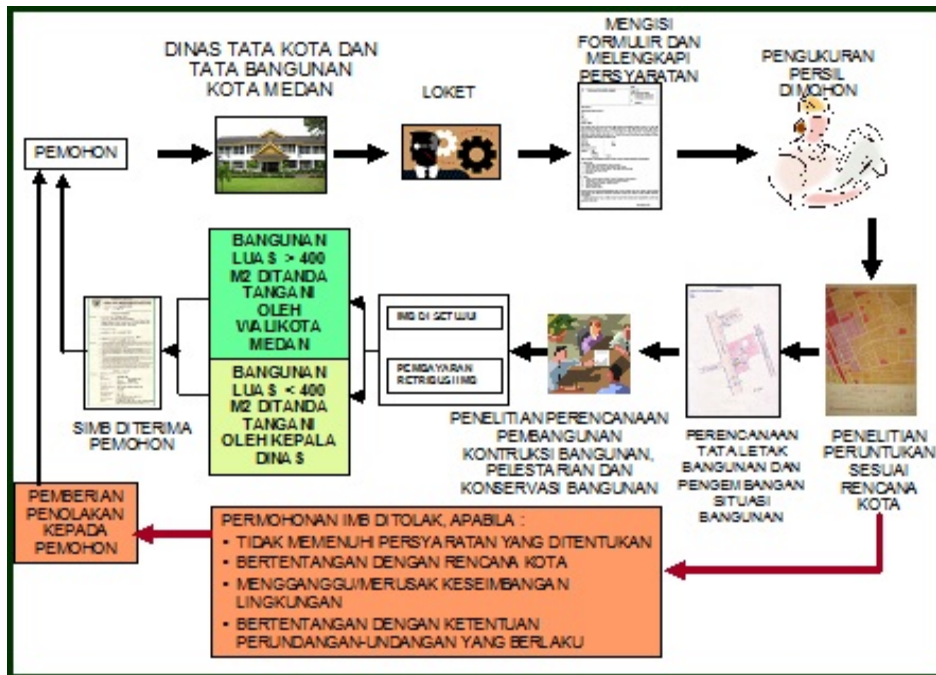 DINAS TATA KOTA DAN
TATA BANGUNAN
KOTA MEDAN
LOKET
MENGISI
FORMULIR DAN
MELENGKAPI
PERSYARATAN
PENGUKURAN
PERSIL
DIMOHON
PEMOHON
BANGUNAN
LUAS > 400
M2 DITANDA
TANGANI
OLEH
WALIKOTA
MEDAN
BANGUNAN
LUAS < 400
M2 DITANDA
TANGANI
OLEH KEPALA
DINAS
IMB DI SETUJUI
PEMBAYARAN
RETRIBUSI IMB
SIMB DITERIMA
PEMOHON
PENELITIAN PERENCANAAN
PEMBANGUNAN
KONTRUKSI BANGUNAN,
PELESTARIAN DAN
KONSERVASI BANGUNAN
PERENCANAAN
TATA LETAK
BANGUNAN DAN
PENGEMBANGAN
SITUASI
BANGUNAN
PENELITIAN
PERUNTUKAN
SESUAI
RENCANA
KOTA
PEMBERIAN
PENOLAKAN
KEPADA
PEMOHON
PERMOHONAN IMB DITOLAK, APABILA :
▪ TIDAK MEMENUHI PERSYARATAN YANG DITENTUKAN
▪ BERTENTANGAN DENGAN RENCANA KOTA
▪ MENGGANGGU/MERUSAK KESEIMBANGAN
LINGKUNGAN
▪ BERTENTANGAN DENGAN KETENTUAN
PERUNDANGAN-UNDANGAN YANG BERLAKU